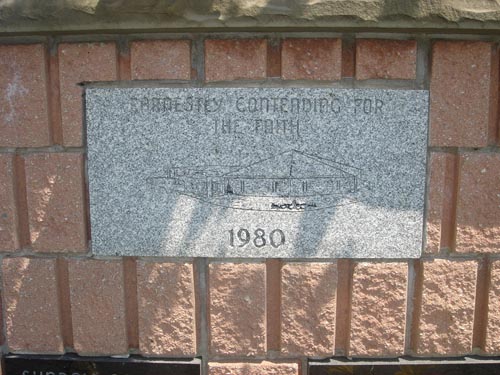 EARNESTLY CONTENDING FOR
THE FAITH
1980